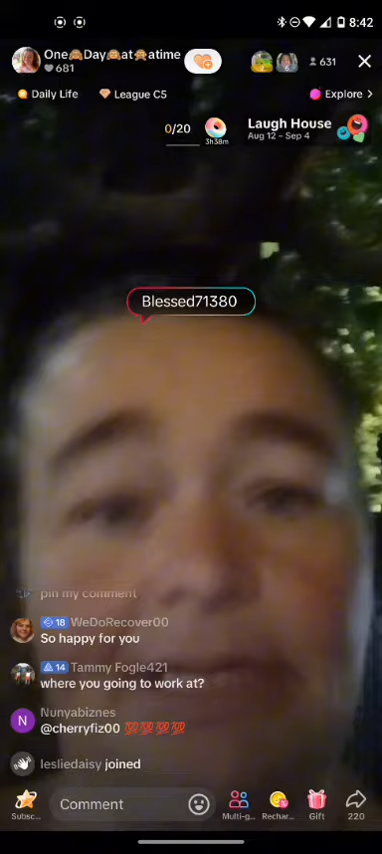 8:42
One🙈Day🙉at🙊atime
681
631
Daily Life
League C5
Explore >
0/20
3h38m
Laugh House
Aug 12 – Sep 4
Blessed71380
pin my comment
18 WeDoRecover00
So happy for you
14 Tammy Fogle421
where you going to work at?
N
Nunyabiznes
@cherryfiz00 💯💯💯💯
lesliedaisy joined
Comment
Subsc...
Multi-g...
Rechar...
Gift
220